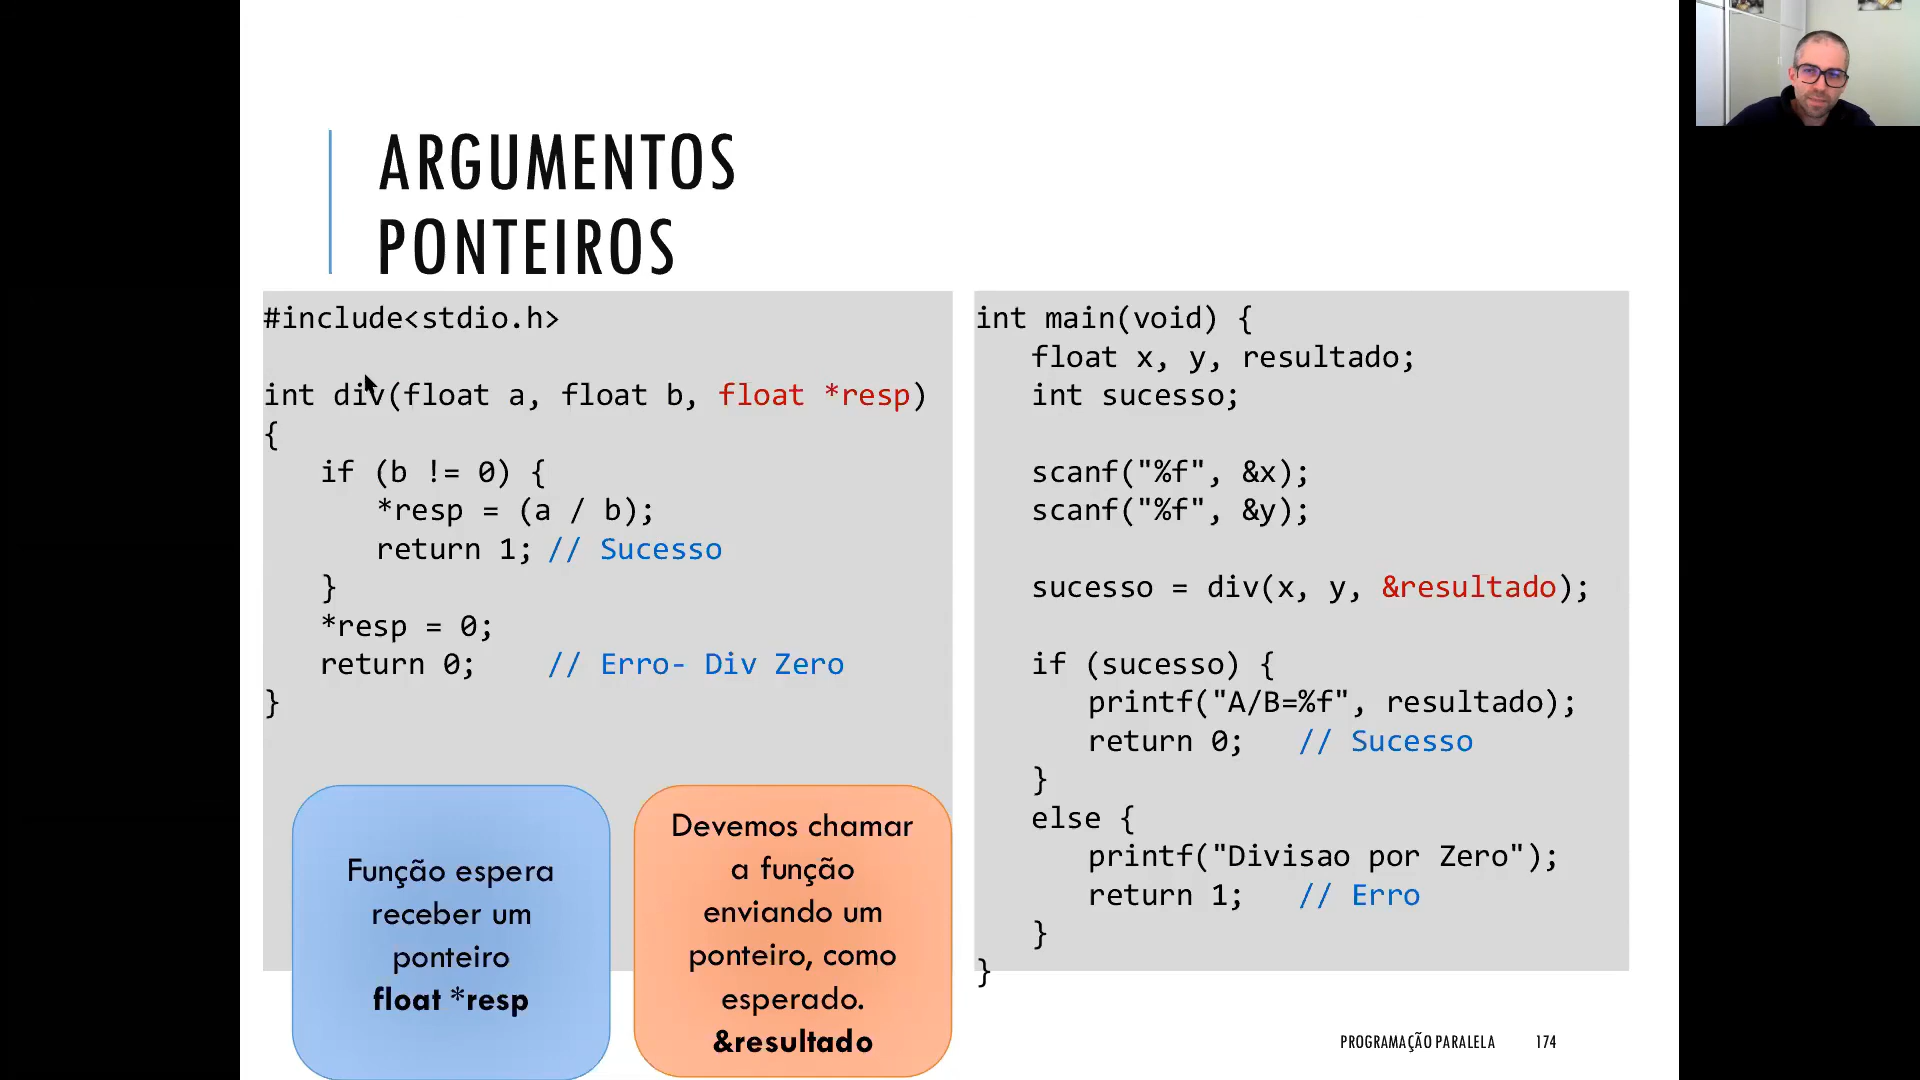 ARGUMENTOS
PONTEIROS
#include<stdio.h>
int div(float a, float b, float *resp)
{
if (b != 0) {
*resp = (a / b);
return 1; // Sucesso
}
*resp = 0;
return 0; // Erro- Div Zero
}
Função espera
receber um
ponteiro
float *resp
Devemos chamar
a função
enviando um
ponteiro, como
esperado.
&resultado
int main(void) {
float x, y, resultado;
int sucesso;
scanf("%f", &x);
scanf("%f", &y);
sucesso = div(x, y, &resultado);
if (sucesso) {
printf("A/B=%f", resultado);
return 0; // Sucesso
}
else {
printf("Divisao por Zero");
return 1; // Erro
}
}
PROGRAMAÇÃO PARALELA 174